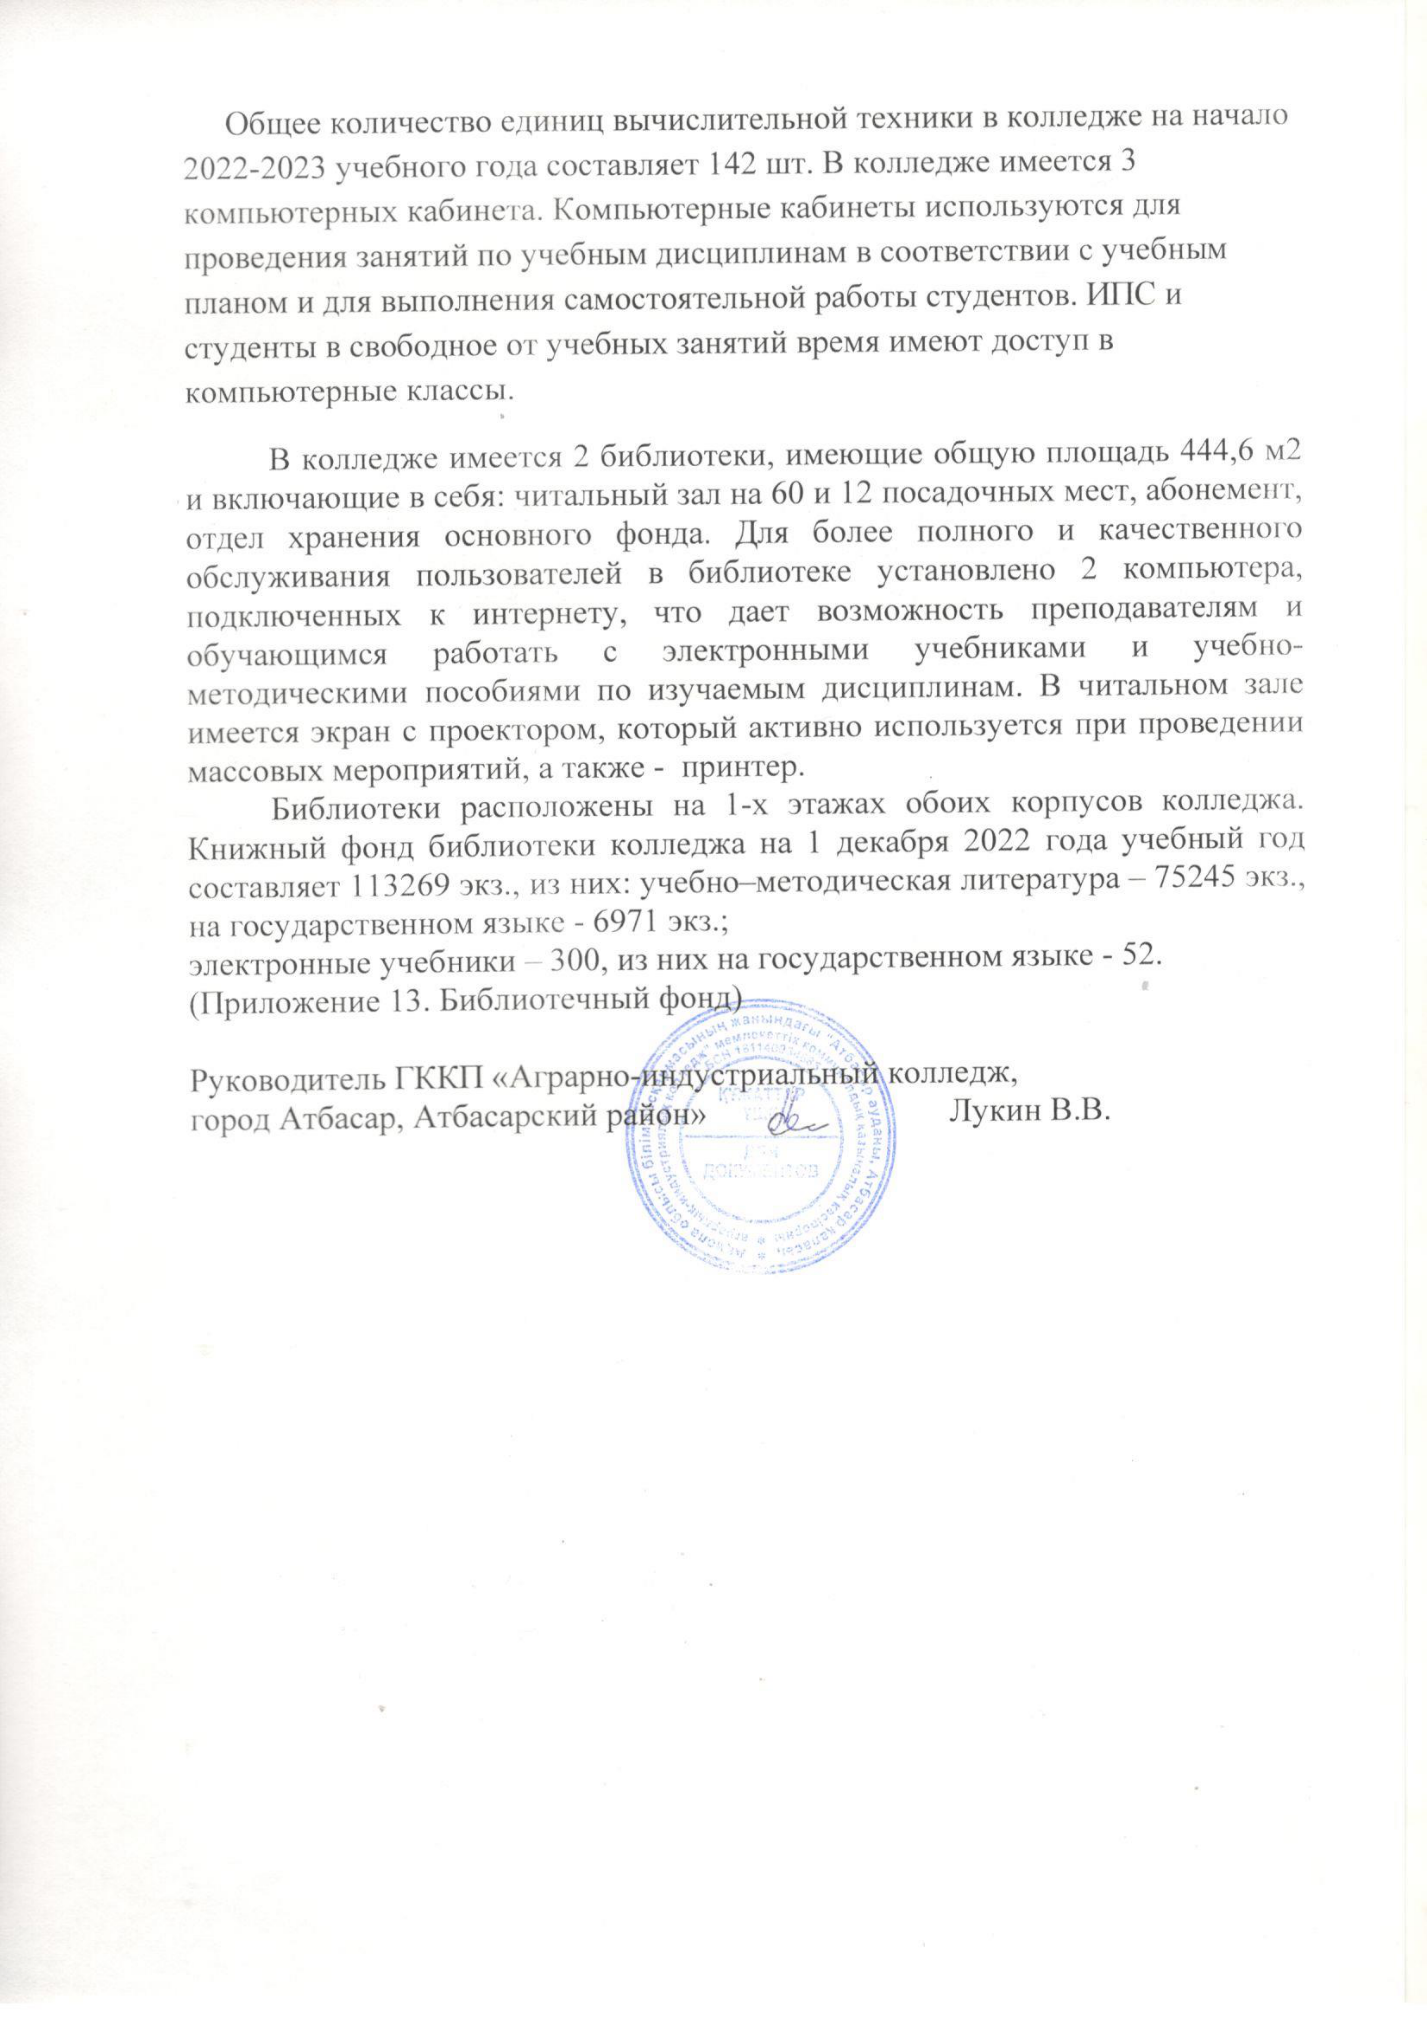 Общее количество единиц вычислительной техники в колледже на начало
2022-2023 учебного года составляет 142 шт. В колледже имеется 3
компьютерных кабинета. Компьютерные кабинеты используются для
проведения занятий по учебным дисциплинам в соответствии с учебным
планом и для выполнения самостоятельной работы студентов. ИПС и
студенты в свободное от учебных занятий время имеют доступ в
компьютерные классы.
В колледже имеется 2 библиотеки, имеющие общую площадь 444,6 м2
и включающие в себя: читальный зал на 60 и 12 посадочных мест, абонемент,
отдел хранения основного фонда. Для более полного и качественного
обслуживания пользователей в библиотеке установлено 2 компьютера,
подключенных к интернету, что дает возможность преподавателям и
обучающимся работать с электронными учебниками и учебно-
методическими пособиями по изучаемым дисциплинам. В читальном зале
имеется экран с проектором, который активно используется при проведении
массовых мероприятий, а также - принтер.
Библиотеки расположены на 1-х этажах обоих корпусов колледжа.
Книжный фонд библиотеки колледжа на 1 декабря 2022 года учебный год
составляет 113269 экз., из них: учебно–методическая литература – 75245 экз.,
на государственном языке - 6971 экз.;
электронные учебники – 300, из них на государственном языке - 52.
(Приложение 13. Библиотечный фонд)
Руководитель ГККП «Аграрно-индустриальный колледж,
город Атбасар, Атбасарский район» Лукин В.В.
жанындағы "Атбасар ауданы, Атбасар қаласы
ДЛЯ
ДОКУМЕНТОВ